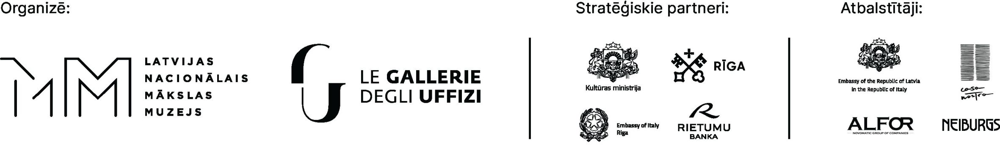 Organizē:
LATVIJAS
NACIONĀLAIS
MĀKSLAS
MUZEJS
LE GALLERIE
DEGLI UFFIZI
Stratēģiskie partneri:
Kultūras ministrija
RĪGA
Embassy of Italy
Riga
RIETUMU
BANKA
Atbalstītāji:
Embassy of the Republic of Latvia
in the Republic of Italy
casa
nostra
ALFOR
NOVOMATIC GROUP OF COMPANIES
NEIBURGS